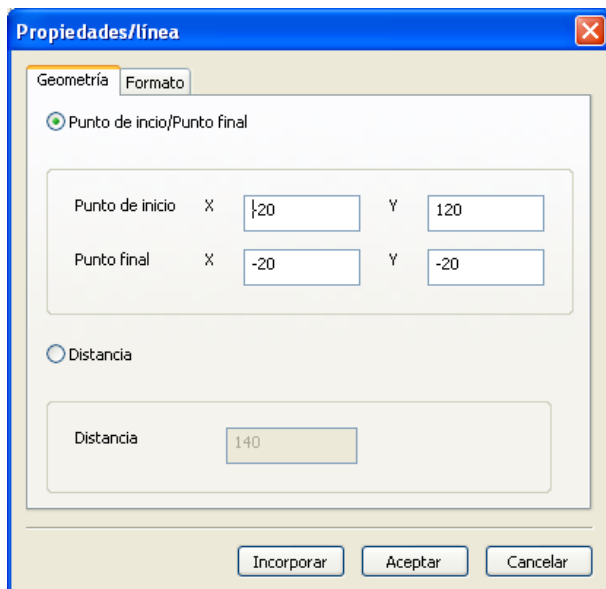 Propiedades/línea
Geometría Formato
Punto de incio/Punto final
Punto de inicio X -20 Y 120
Punto final X -20 Y -20
Distancia
Distancia 140
Incorporar Aceptar Cancelar